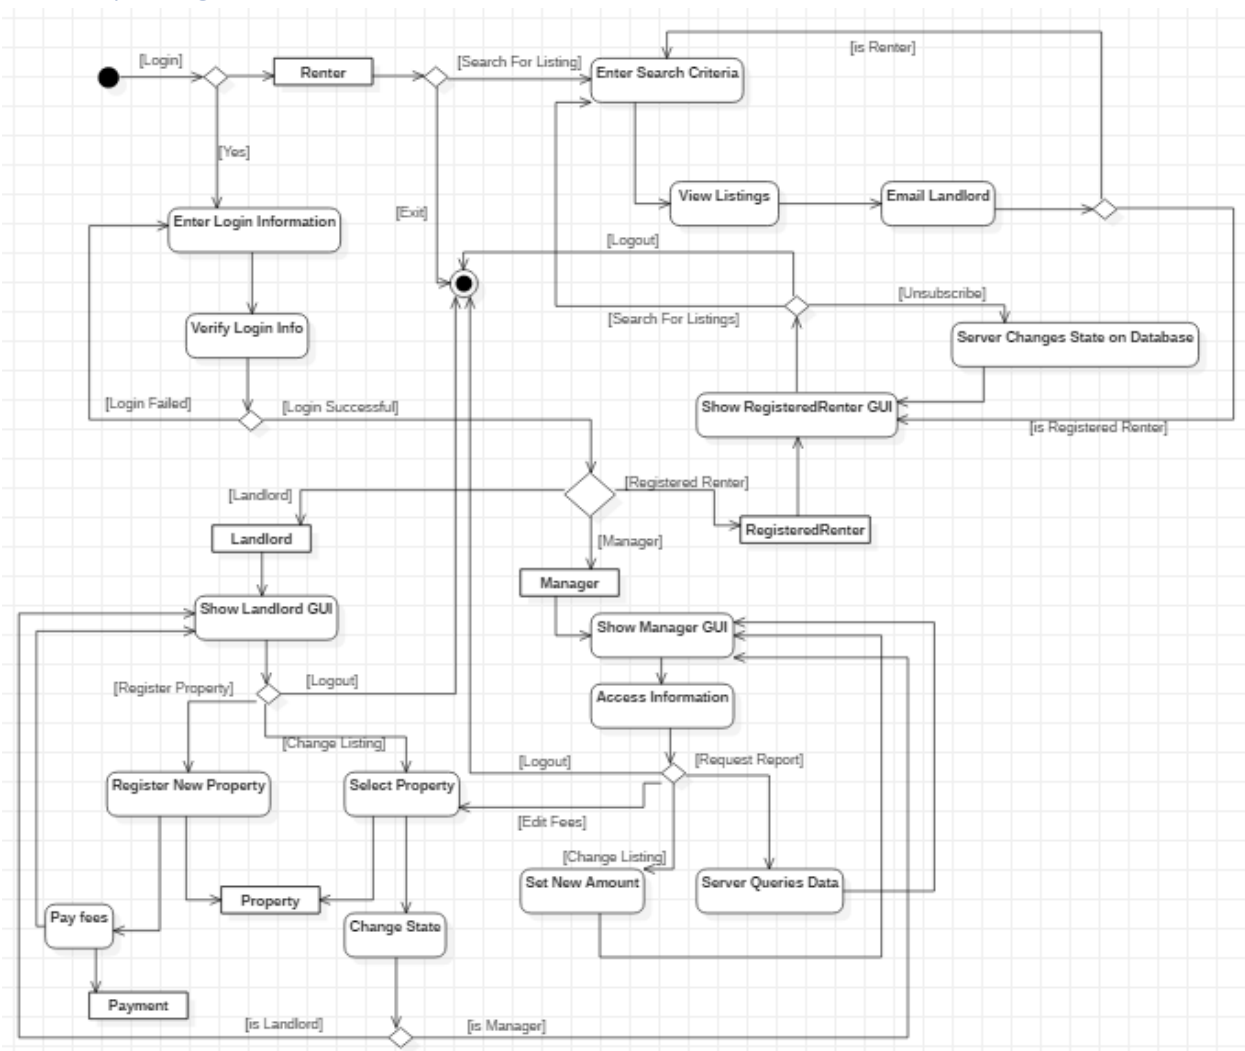 [Login]
Renter
[Search For Listing]
Enter Search Criteria
[is Renter]
[Yes]
Enter Login Information
[Exit]
View Listings
Email Landlord
[Logout]
[Unsubscribe]
[Search For Listings]
Verify Login Info
Server Changes State on Database
[Login Failed]
[Login Successful]
Show RegisteredRenter GUI
[is Registered Renter]
[Landlord]
[Registered Renter]
Landlord
[Manager]
RegisteredRenter
Manager
Show Landlord GUI
Show Manager GUI
[Register Property]
[Logout]
Access Information
[Change Listing]
[Logout]
[Request Report]
Register New Property
Select Property
[Edit Fees]
[Change Listing]
Set New Amount
Server Queries Data
Property
Pay fees
Change State
Payment
[is Landlord]
[is Manager]